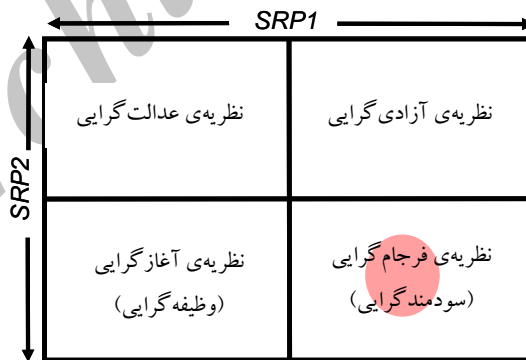 SRP1
SRP2
نظریه‌ی آزادی‌گرایی
نظریه‌ی عدالت‌گرایی
نظریه‌ی فرجام‌گرایی
(سودمندگرایی)
نظریه‌ی آغازگرایی
(وظیفه‌گرایی)